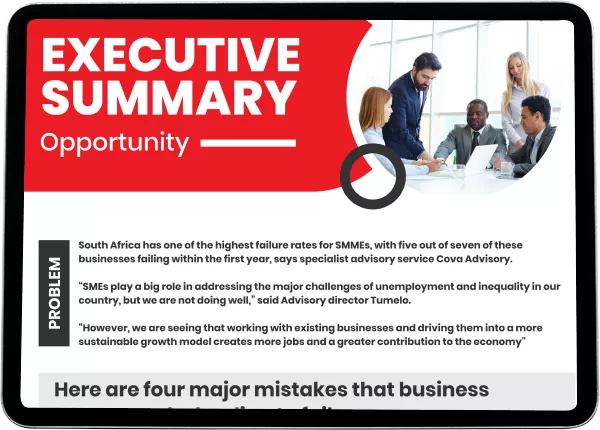 EXECUTIVE
SUMMARY
Opportunity
PROBLEM
South Africa has one of the highest failure rates for SMMEs, with five out of seven of these
businesses failing within the first year, says specialist advisory service Cova Advisory.
"SMEs play a big role in addressing the major challenges of unemployment and inequality in our
country, but we are not doing well," said Advisory director Tumelo.
"However, we are seeing that working with existing businesses and driving them into a more
sustainable growth model creates more jobs and a greater contribution to the economy"
Here are four major mistakes that business